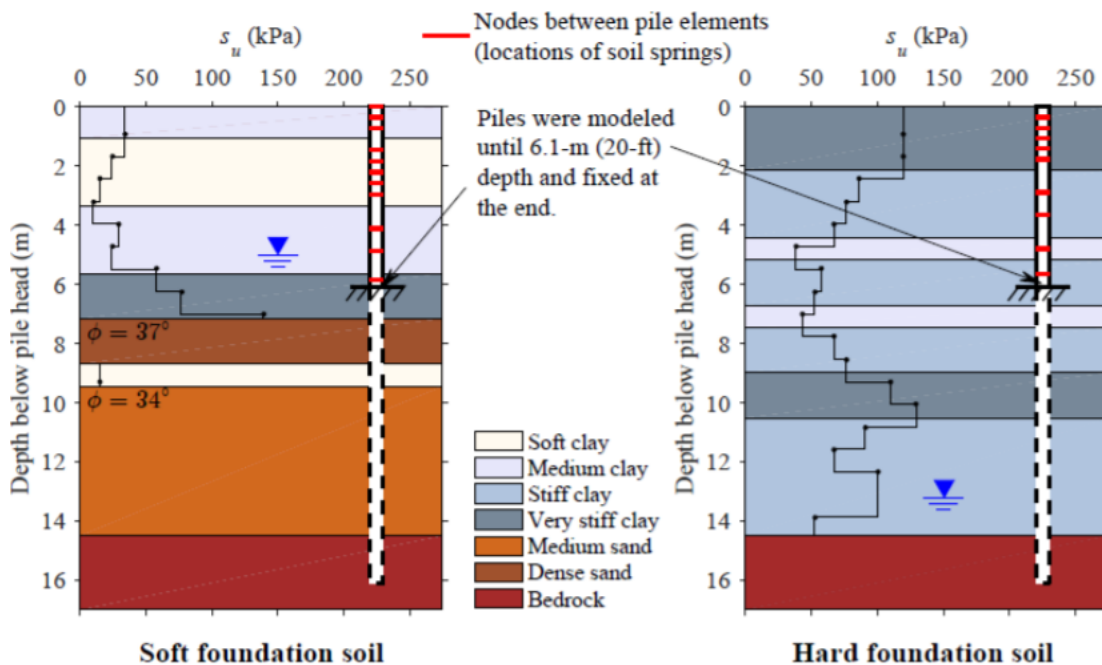 s_u (kPa)
0 50 100 150 200 250
Depth below pile head (m)
0
2
4
6
8
10
12
14
16
ϕ = 37°
ϕ = 34°
Soft foundation soil
Nodes between pile elements
(locations of soil springs)
Piles were modeled
until 6.1-m (20-ft)
depth and fixed at
the end.
Soft clay
Medium clay
Stiff clay
Very stiff clay
Medium sand
Dense sand
Bedrock
s_u (kPa)
0 50 100 150 200 250
Depth below pile head (m)
0
2
4
6
8
10
12
14
16
Hard foundation soil